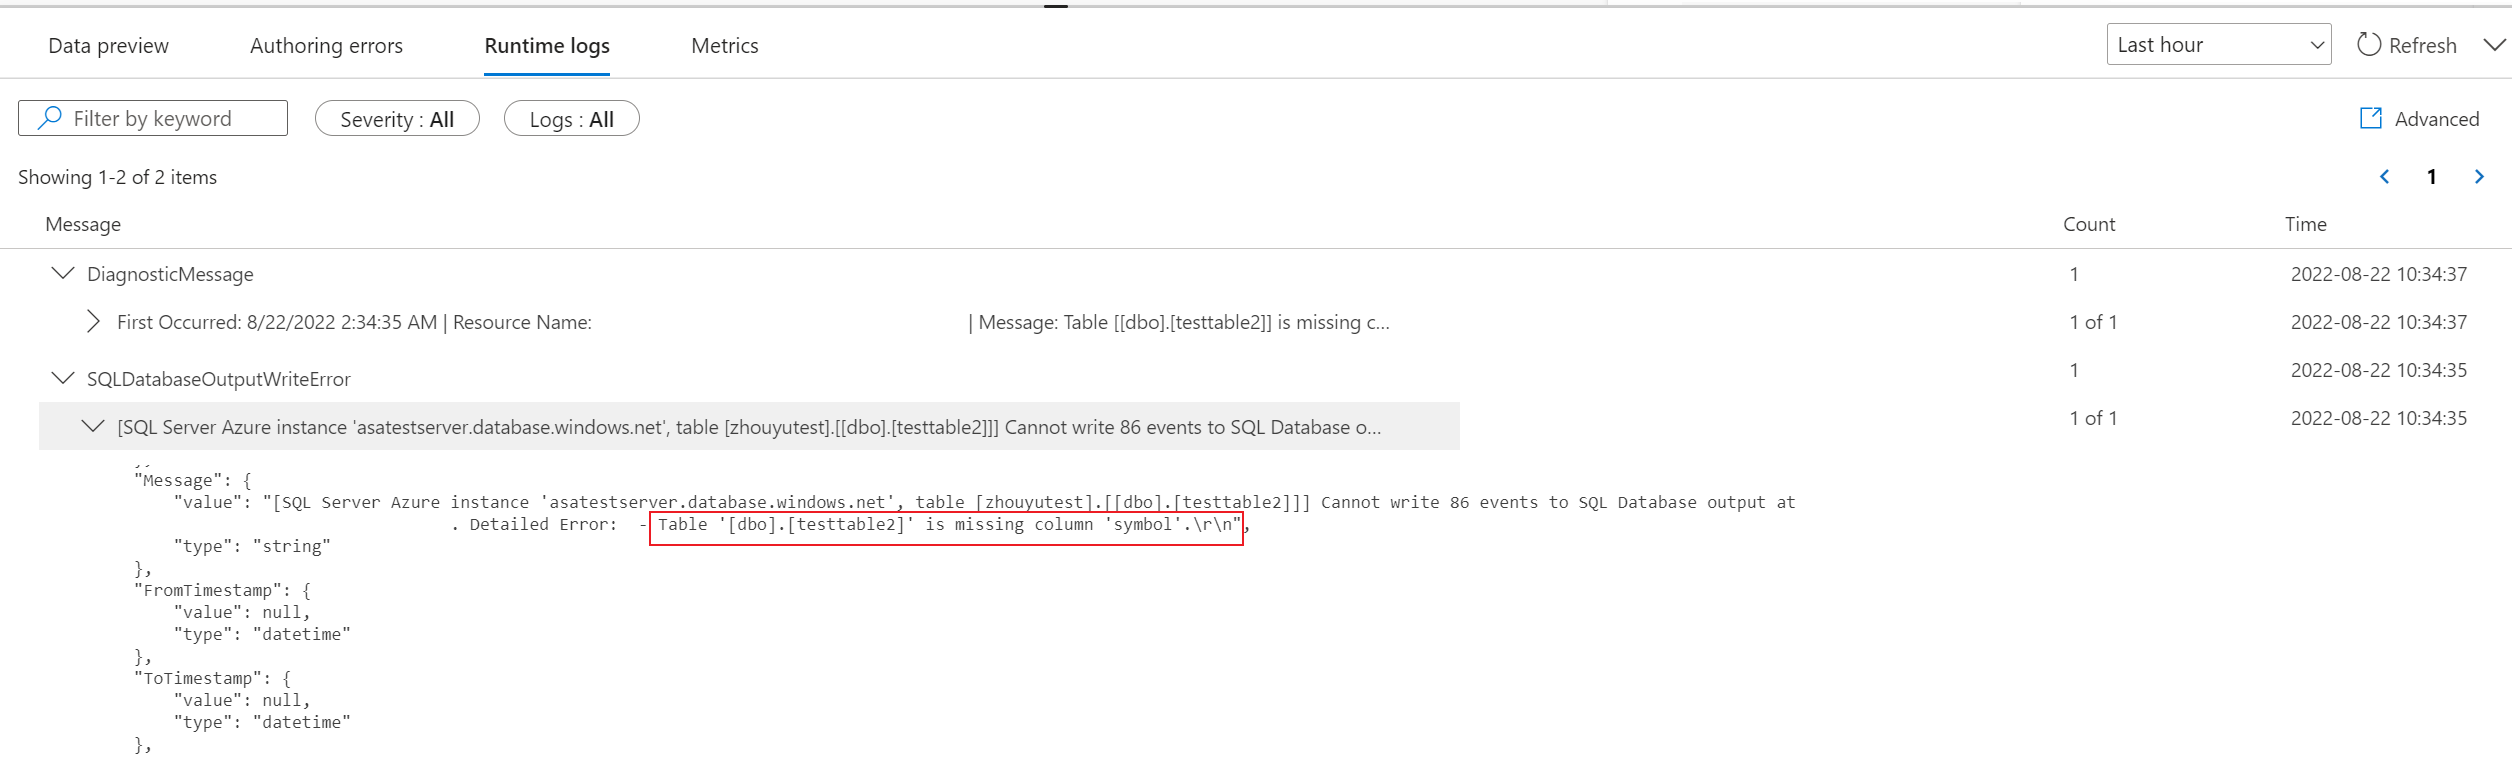 Data preview Authoring errors Runtime logs Metrics Last hour Refresh
Filter by keyword Severity : All Logs : All Advanced
Showing 1-2 of 2 items 1
Message Count Time
DiagnosticMessage 1 2022-08-22 10:34:37
First Occurred: 8/22/2022 2:34:35 AM | Resource Name: | Message: Table [[dbo].[testtable2]] is missing c... 1 of 1 2022-08-22 10:34:37
SQLDatabaseOutputWriteError 1 2022-08-22 10:34:35
[SQL Server Azure instance 'asatestserver.database.windows.net', table [zhouyutest].[[dbo].[testtable2]]] Cannot write 86 events to SQL Database o... 1 of 1 2022-08-22 10:34:35
"Message": {
"value": "[SQL Server Azure instance 'asatestserver.database.windows.net', table [zhouyutest].[[dbo].[testtable2]]] Cannot write 86 events to SQL Database output at
. Detailed Error:  - Table '[dbo].[testtable2]' is missing column 'symbol'.\r\n",
"type": "string"
},
"FromTimestamp": {
"value": null,
"type": "datetime"
},
"ToTimestamp": {
"value": null,
"type": "datetime"
},